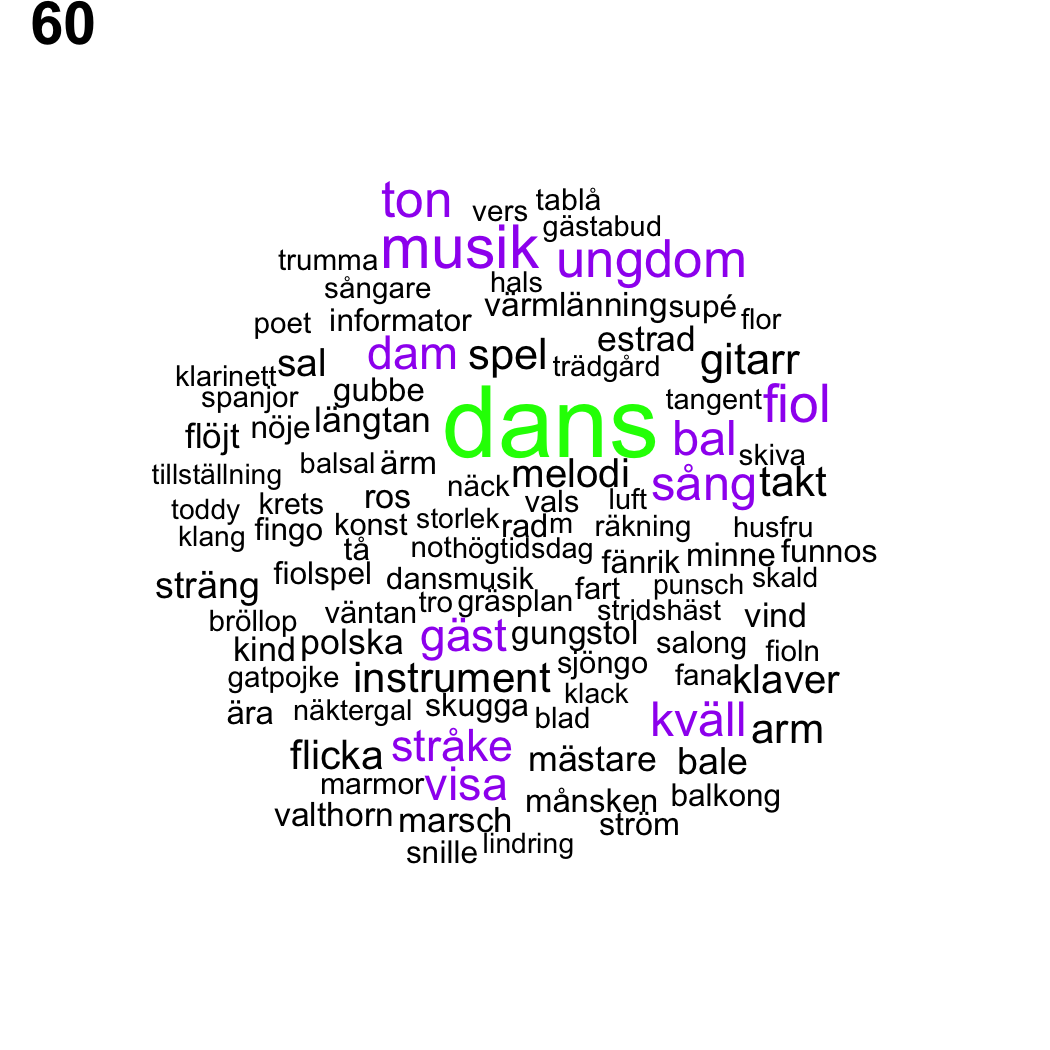 60
ton vers tablå
gästabud
trumma musik ungdom
sångare hals
värmlänning supé flor
poet informator
estrad
sal dam spel trädgård gitarr
klarinett
spanjor gubbe tangent fiol
flöjt nöje längtan dans bal
skiva
tillställning balsal ärm melodi sång takt
näck
toddy krets ros vals luft
klang fingo konst storlek rad m räkning husfru
tå not högtidsdag fänrik minne funnos
sträng fiolspel dansmusik fart punsch skald
tro gräsplan
bröllop väntan stridshäst vind
kind polska gäst gungstol salong fioln
sjöngo
gatpojke instrument klack fana klaver
ära näktergal skugga blad kväll arm
flicka stråke mästare bale
marmor visa månsken balkong
valthorn marsch ström
snille lindring